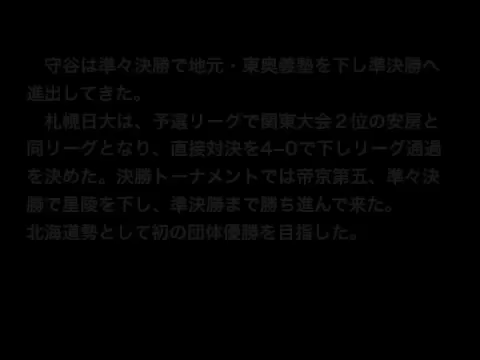 守谷は準々決勝で地元・東奥義塾を下し準決勝へ
進出してきた。
　札幌日大は、予選リーグで関東大会２位の安房と
同リーグとなり、直接対決を4–0で下しリーグ通過
を決めた。決勝トーナメントでは帝京第五、準々決
勝で星陵を下し、準決勝まで勝ち進んで来た。
北海道勢として初の団体優勝を目指した。